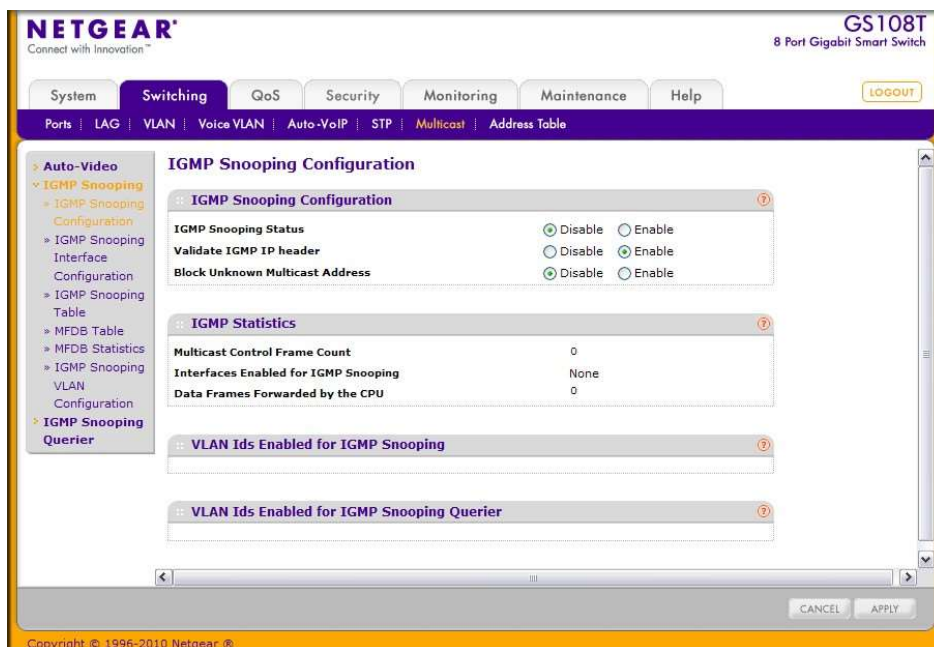 NETGEAR®
Connect with Innovation™
GS108T
8 Port Gigabit Smart Switch
System
Switching
QoS
Security
Monitoring
Maintenance
Help
LOGOUT
Ports | LAG | VLAN | Voice VLAN | Auto-VoIP | STP | Multicast | Address Table
Auto-Video
IGMP Snooping
» IGMP Snooping
Configuration
» IGMP Snooping
Interface
Configuration
» IGMP Snooping
Table
» MFDB Table
» MFDB Statistics
» IGMP Snooping
VLAN
Configuration
IGMP Snooping
Querier
IGMP Snooping Configuration
IGMP Snooping Configuration
IGMP Snooping Status Disable Enable
Validate IGMP IP header Disable Enable
Block Unknown Multicast Address Disable Enable
IGMP Statistics
Multicast Control Frame Count 0
Interfaces Enabled for IGMP Snooping None
Data Frames Forwarded by the CPU 0
VLAN Ids Enabled for IGMP Snooping
VLAN Ids Enabled for IGMP Snooping Querier
CANCEL
APPLY
Copyright © 1996-2010 Netgear ®